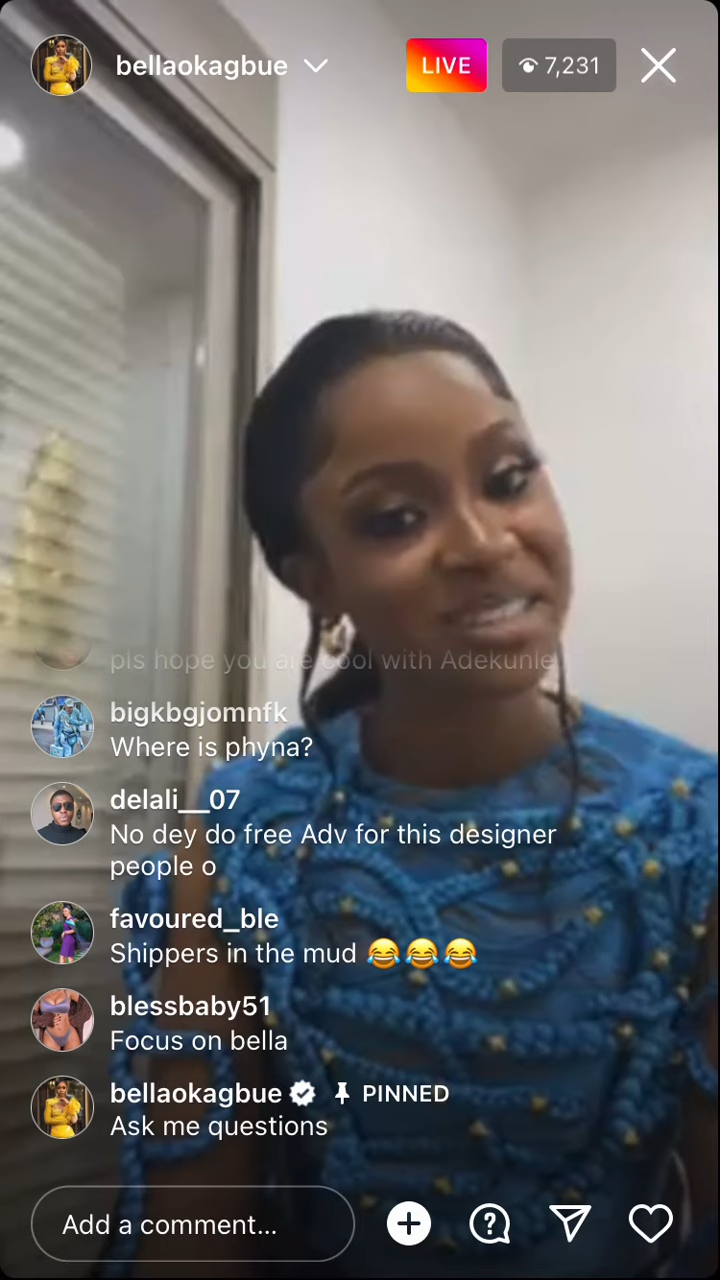 bellaokagbue
LIVE
7,231
pls hope you are cool with Adekunle
bigkbgjomnfk
Where is phyna?
delali__07
No dey do free Adv for this designer
people o
favoured_ble
Shippers in the mud 😂😂😂
blessbaby51
Focus on bella
bellaokagbue PINNED
Ask me questions
Add a comment...